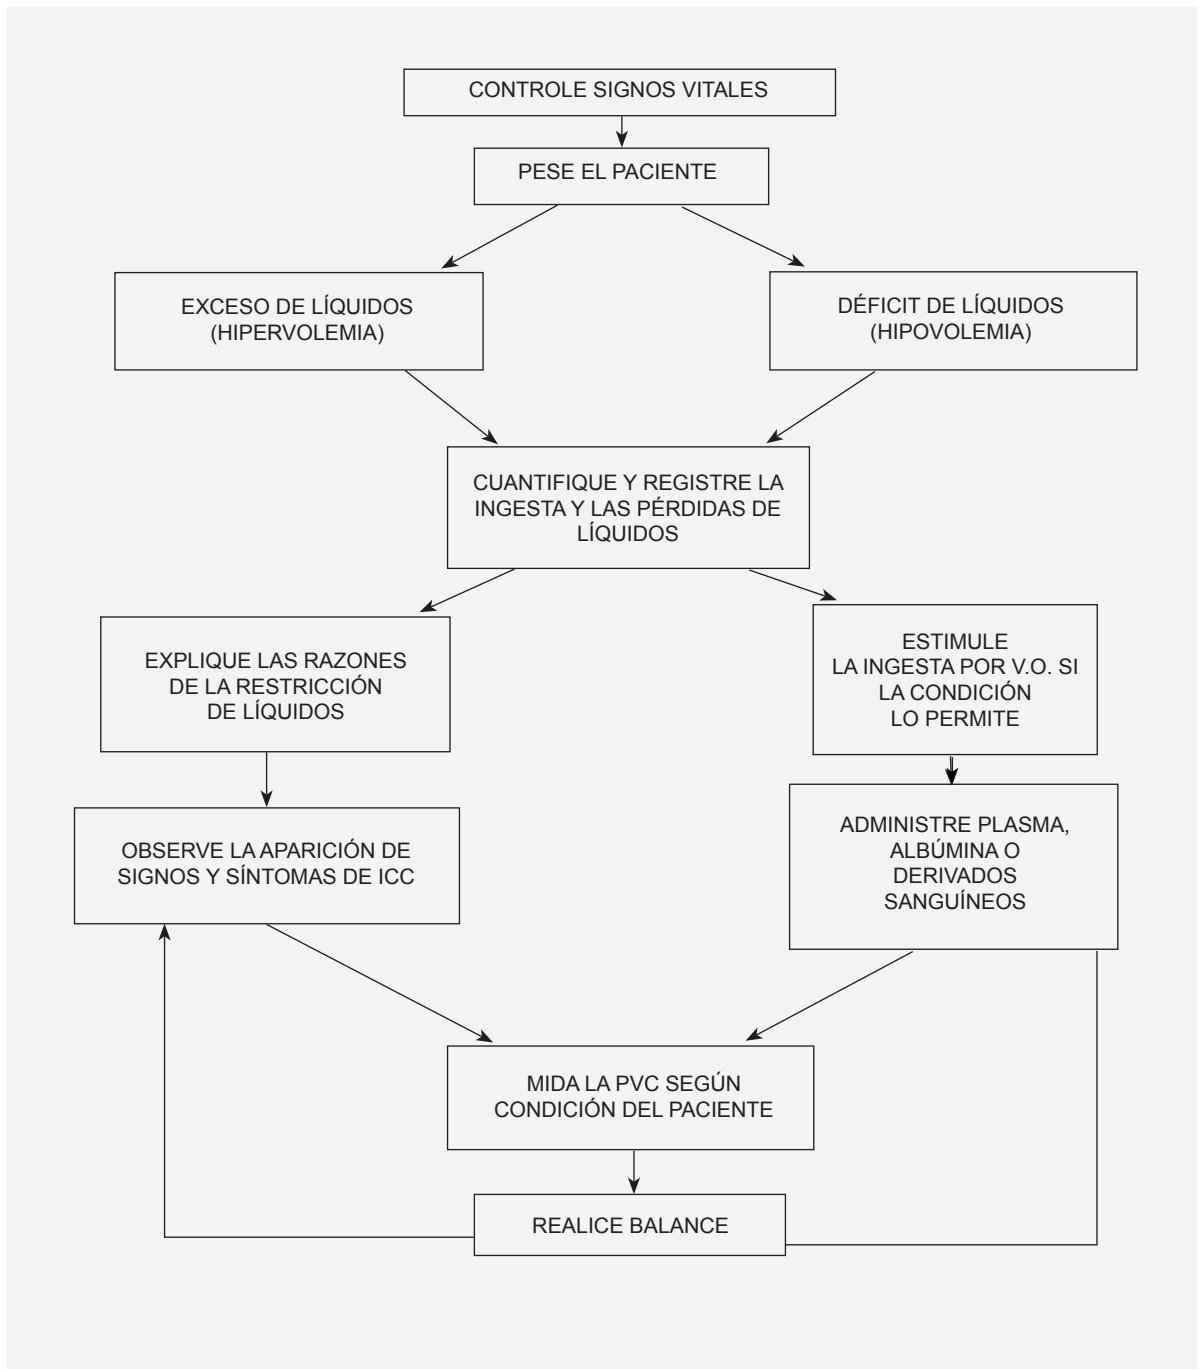 CONTROLE SIGNOS VITALES
PESE EL PACIENTE
EXCESO DE LÍQUIDOS
(HIPERVOLEMIA)
DÉFICIT DE LÍQUIDOS
(HIPOVOLEMIA)
CUANTIFIQUE Y REGISTRE LA
INGESTA Y LAS PÉRDIDAS DE
LÍQUIDOS
EXPLIQUE LAS RAZONES
DE LA RESTRICCIÓN
DE LÍQUIDOS
ESTIMULE
LA INGESTA POR V.O. SI
LA CONDICIÓN
LO PERMITE
OBSERVE LA APARICIÓN DE
SIGNOS Y SÍNTOMAS DE ICC
ADMINISTRE PLASMA,
ALBÚMINA O
DERIVADOS
SANGUÍNEOS
MIDA LA PVC SEGÚN
CONDICIÓN DEL PACIENTE
REALICE BALANCE